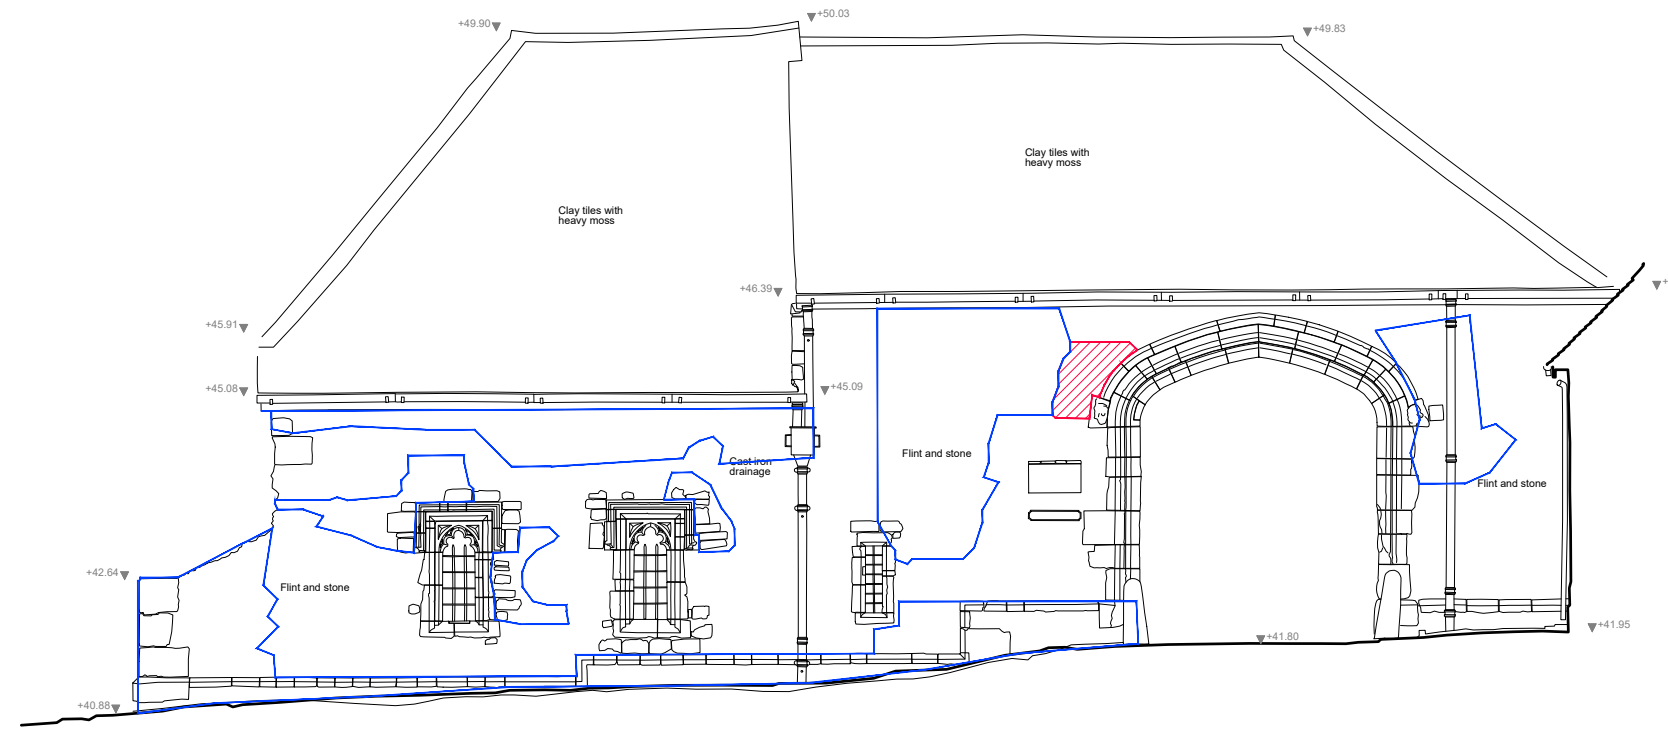 +49.90
+50.03
+49.83
Clay tiles with
heavy moss
Clay tiles with
heavy moss
+46.39
+
+45.91
+45.08
+45.09
Flint and stone
Cast iron
drainage
Flint and stone
+42.64
Flint and stone
+41.95
+41.80
+40.88